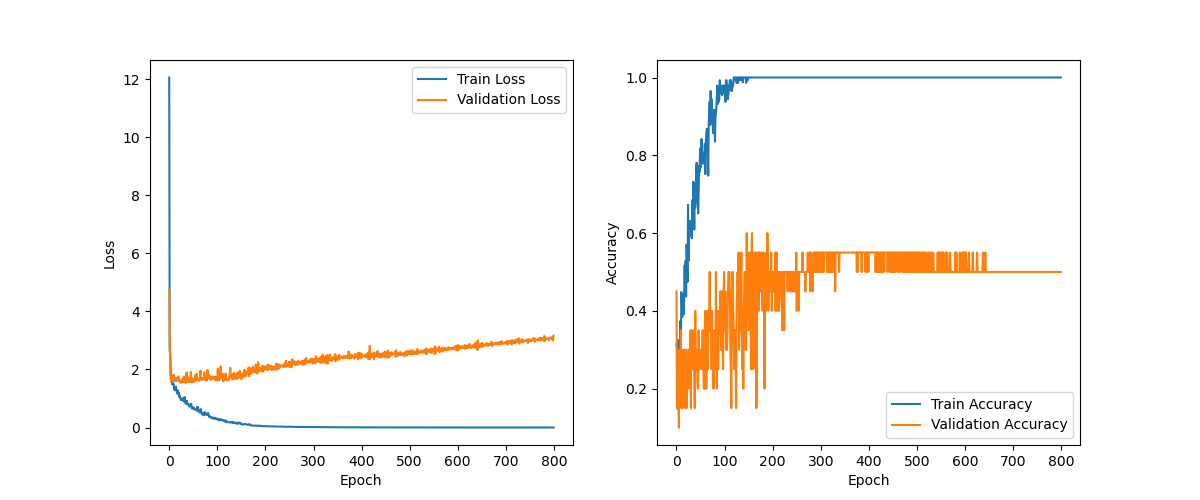 12
10
8
6
4
2
0
Loss
0 100 200 300 400 500 600 700 800
Epoch
Train Loss
Validation Loss
1.0
0.8
0.6
0.4
0.2
Accuracy
0 100 200 300 400 500 600 700 800
Epoch
Train Accuracy
Validation Accuracy